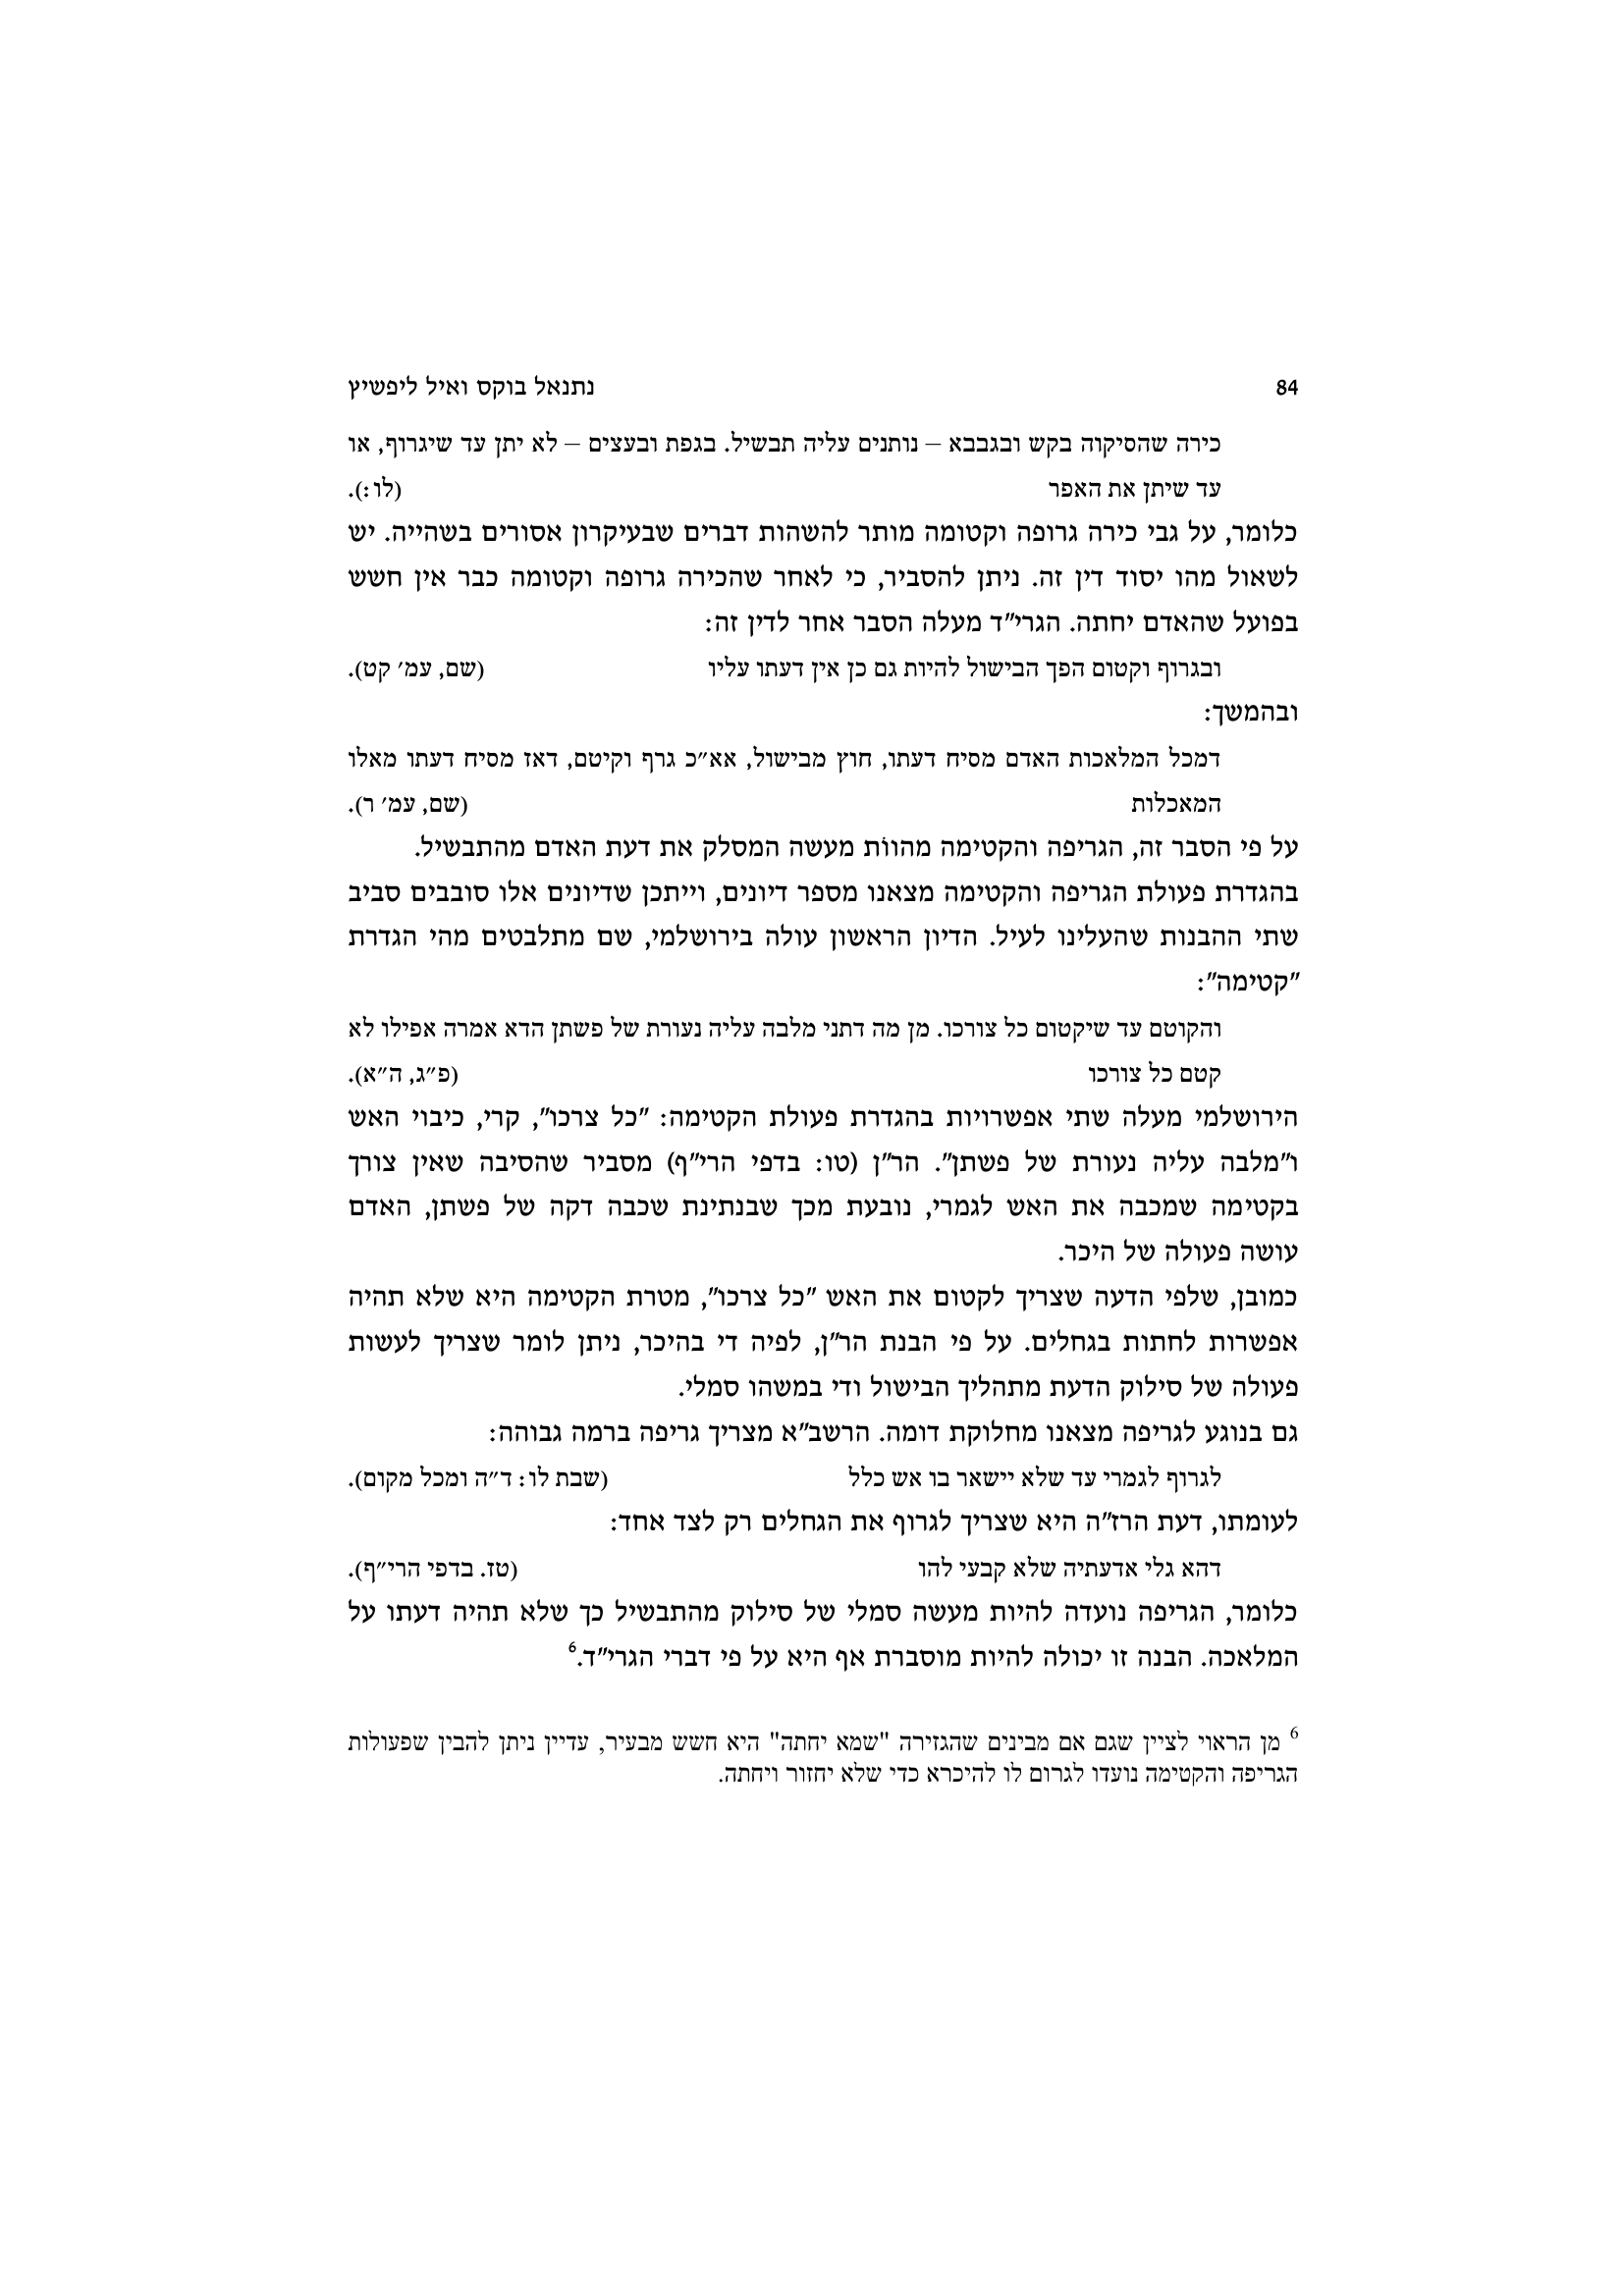 84 נתנאל בוקס ואיל ליפשיץ
כירה שהסיקוה בקש ובגבבא – נותנים עליה תבשיל. בגפת ובעצים – לא יתן עד שיגרוף, או
עד שיתן את האפר (לו:).
כלומר, על גבי כירה גרופה וקטומה מותר להשהות דברים שבעיקרון אסורים בשהייה. יש
לשאול מהו יסוד דין זה. ניתן להסביר, כי לאחר שהכירה גרופה וקטומה כבר אין חשש
בפועל שהאדם יחתה. הגרי״ד מעלה הסבר אחר לדין זה:
ובגרוף וקטום הפך הבישול להיות גם כן אין דעתו עליו (שם, עמ׳ קט).
ובהמשך:
דמכל המלאכות האדם מסיח דעתו, חוץ מבישול, אא״כ גרף וקיטם, דאז מסיח דעתו מאלו
המאכלות (שם, עמ׳ ר).
על פי הסבר זה, הגריפה והקטימה מהווֹת מעשה המסלק את דעת האדם מהתבשיל.
בהגדרת פעולת הגריפה והקטימה מצאנו מספר דיונים, וייתכן שדיונים אלו סובבים סביב
שתי ההבנות שהעלינו לעיל. הדיון הראשון עולה בירושלמי, שם מתלבטים מהי הגדרת
״קטימה״:
והקוטם עד שיקטום כל צורכו. מן מה דתני מלבה עליה נעורת של פשתן הדא אמרה אפילו לא
קטם כל צורכו (פ״ג, ה״א).
הירושלמי מעלה שתי אפשרויות בהגדרת פעולת הקטימה: ״כל צרכו״, קרי, כיבוי האש
ו״מלבה עליה נעורת של פשתן״. הר״ן (טו: בדפי הרי״ף) מסביר שהסיבה שאין צורך
בקטימה שמכבה את האש לגמרי, נובעת מכך שבנתינת שכבה דקה של פשתן, האדם
עושה פעולה של היכר.
כמובן, שלפי הדעה שצריך לקטום את האש ״כל צרכו״, מטרת הקטימה היא שלא תהיה
אפשרות לחתות בגחלים. על פי הבנת הר״ן, לפיה די בהיכר, ניתן לומר שצריך לעשות
פעולה של סילוק הדעת מתהליך הבישול ודי במשהו סמלי.
גם בנוגע לגריפה מצאנו מחלוקת דומה. הרשב״א מצריך גריפה ברמה גבוהה:
לגרוף לגמרי עד שלא יישאר בו אש כלל (שבת לו: ד״ה ומכל מקום).
לעומתו, דעת הרז״ה היא שצריך לגרוף את הגחלים רק לצד אחד:
דהא גלי אדעתיה שלא קבעי להו (טז. בדפי הרי״ף).
כלומר, הגריפה נועדה להיות מעשה סמלי של סילוק מהתבשיל כך שלא תהיה דעתו על
המלאכה. הבנה זו יכולה להיות מוסברת אף היא על פי דברי הגרי״ד.6
6 מן הראוי לציין שגם אם מבינים שהגזירה "שמא יחתה" היא חשש מבעיר, עדיין ניתן להבין שפעולות
הגריפה והקטימה נועדו לגרום לו להיכרא כדי שלא יחזור ויחתה.